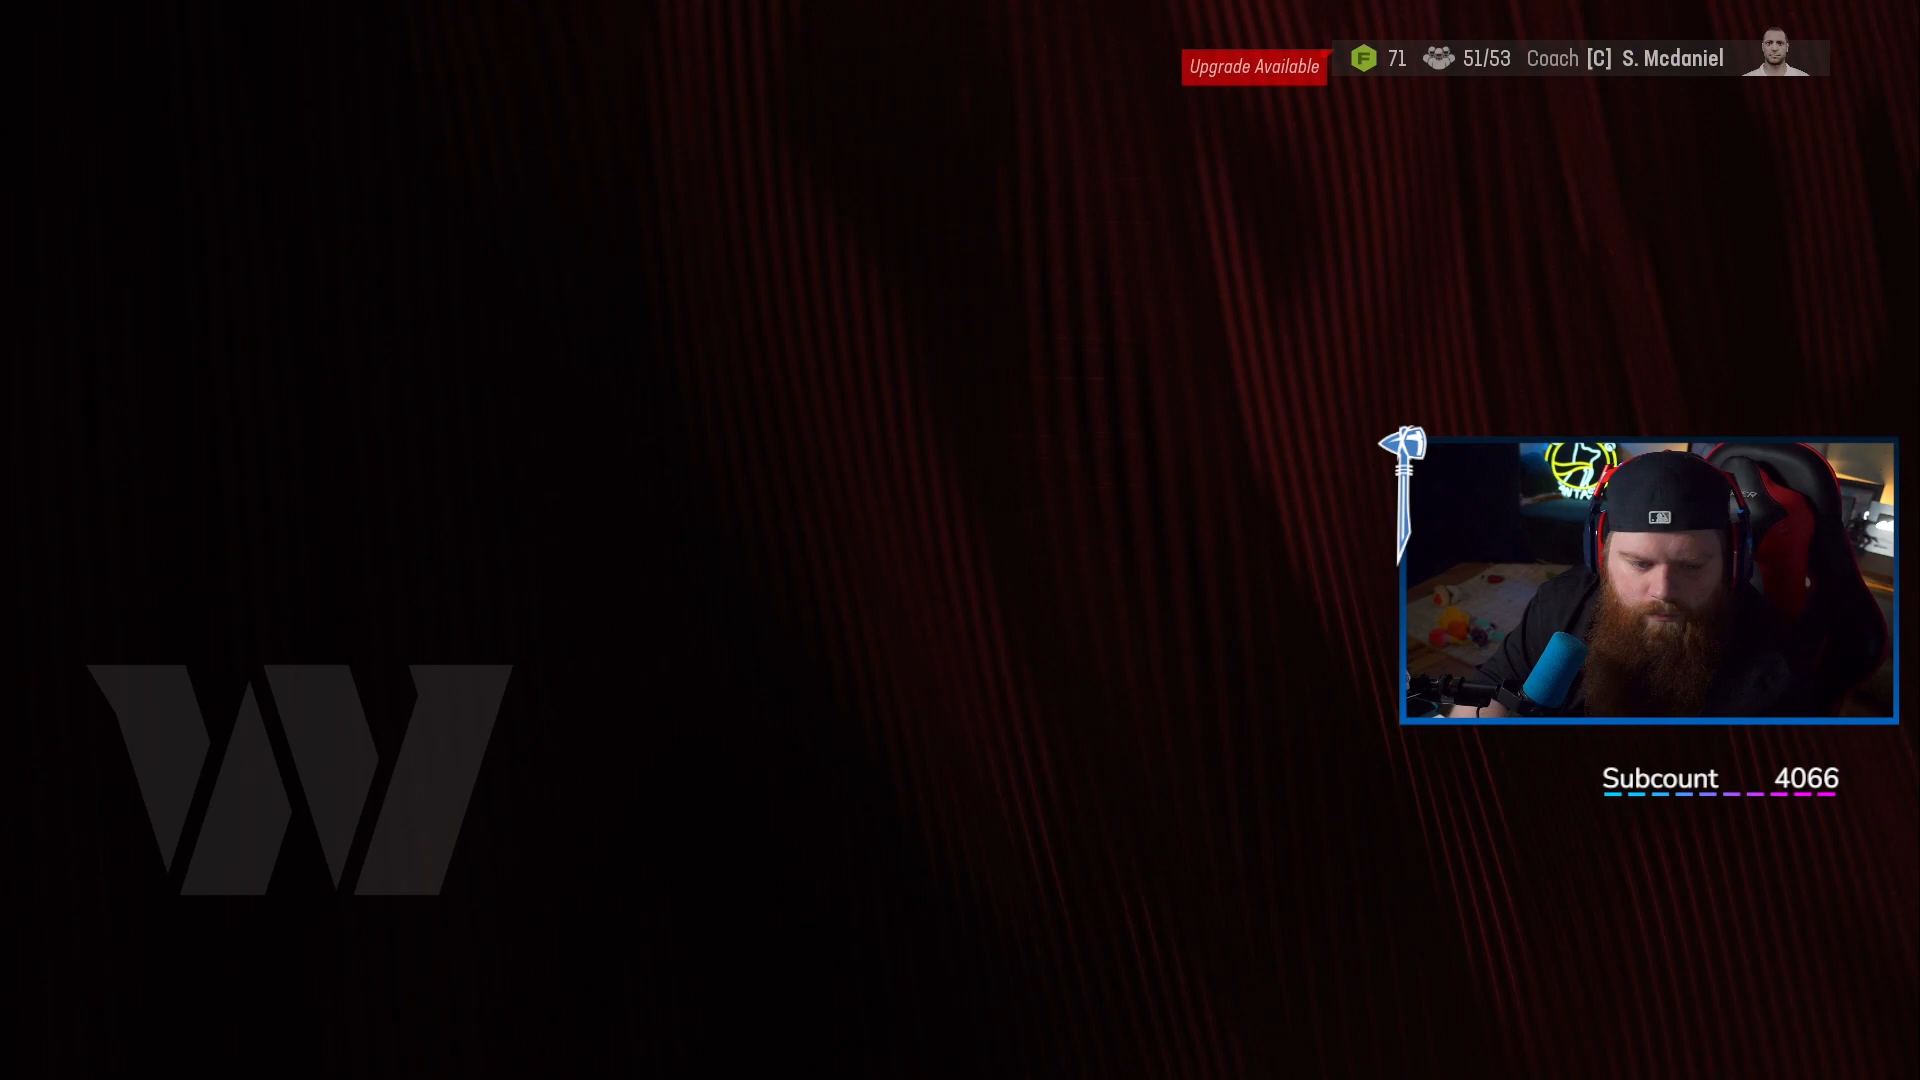 Upgrade Available
F 71 51/53 Coach [C] S. Mcdaniel
W
Subcount 4066